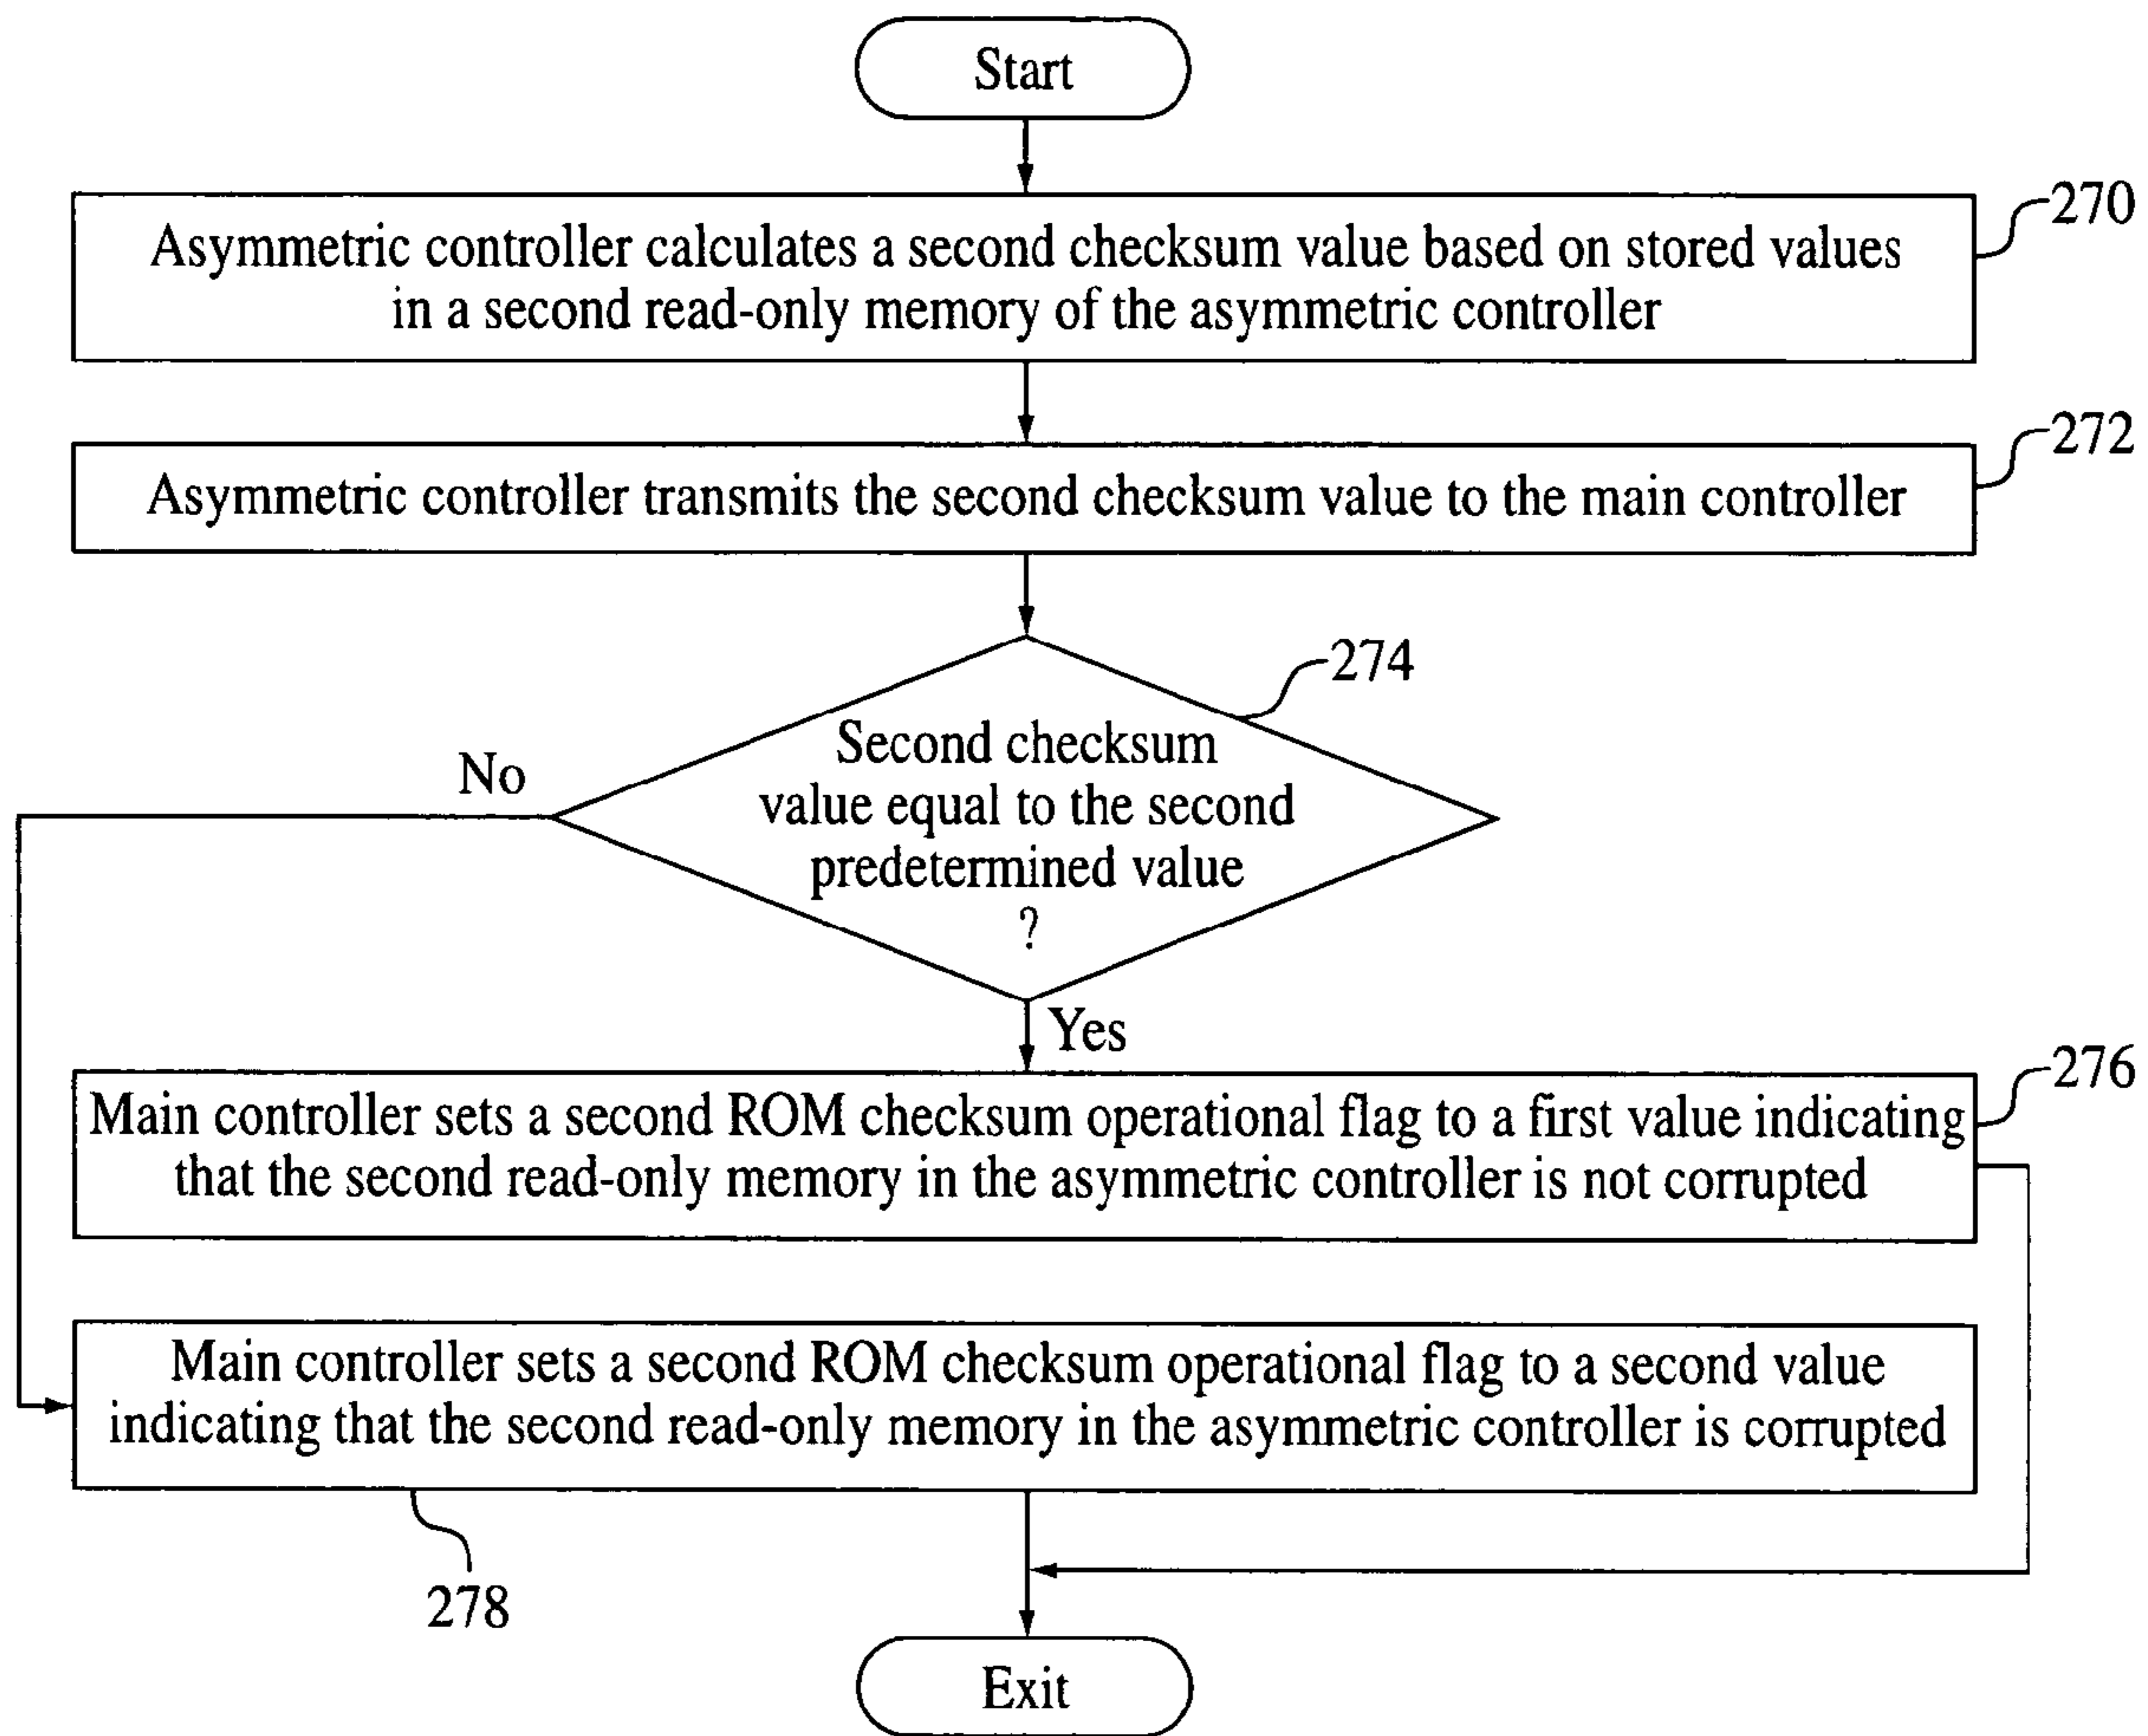 Start
270
Asymmetric controller calculates a second checksum value based on stored values
in a second read-only memory of the asymmetric controller
272
Asymmetric controller transmits the second checksum value to the main controller
274
Second checksum
value equal to the second
predetermined value
?
No
Yes
276
Main controller sets a second ROM checksum operational flag to a first value indicating
that the second read-only memory in the asymmetric controller is not corrupted
Main controller sets a second ROM checksum operational flag to a second value
indicating that the second read-only memory in the asymmetric controller is corrupted
278
Exit